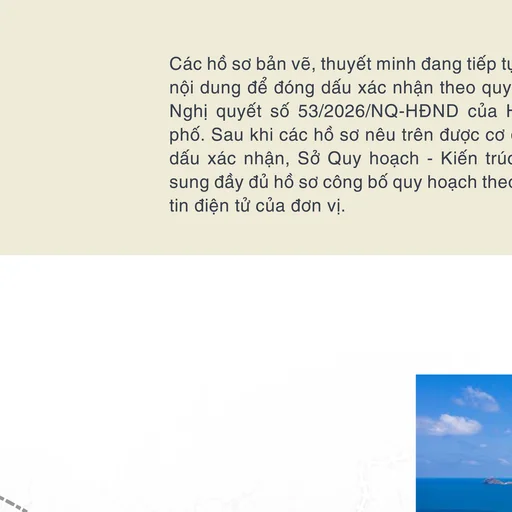 Các hồ sơ bản vẽ, thuyết minh đang tiếp
nội dung để đóng dấu xác nhận theo quy
Nghị quyết số 53/2026/NQ-HĐND của
phố. Sau khi các hồ sơ nêu trên được cơ
dấu xác nhận, Sở Quy hoạch - Kiến trúc
sung đầy đủ hồ sơ công bố quy hoạch theo
tin điện tử của đơn vị.